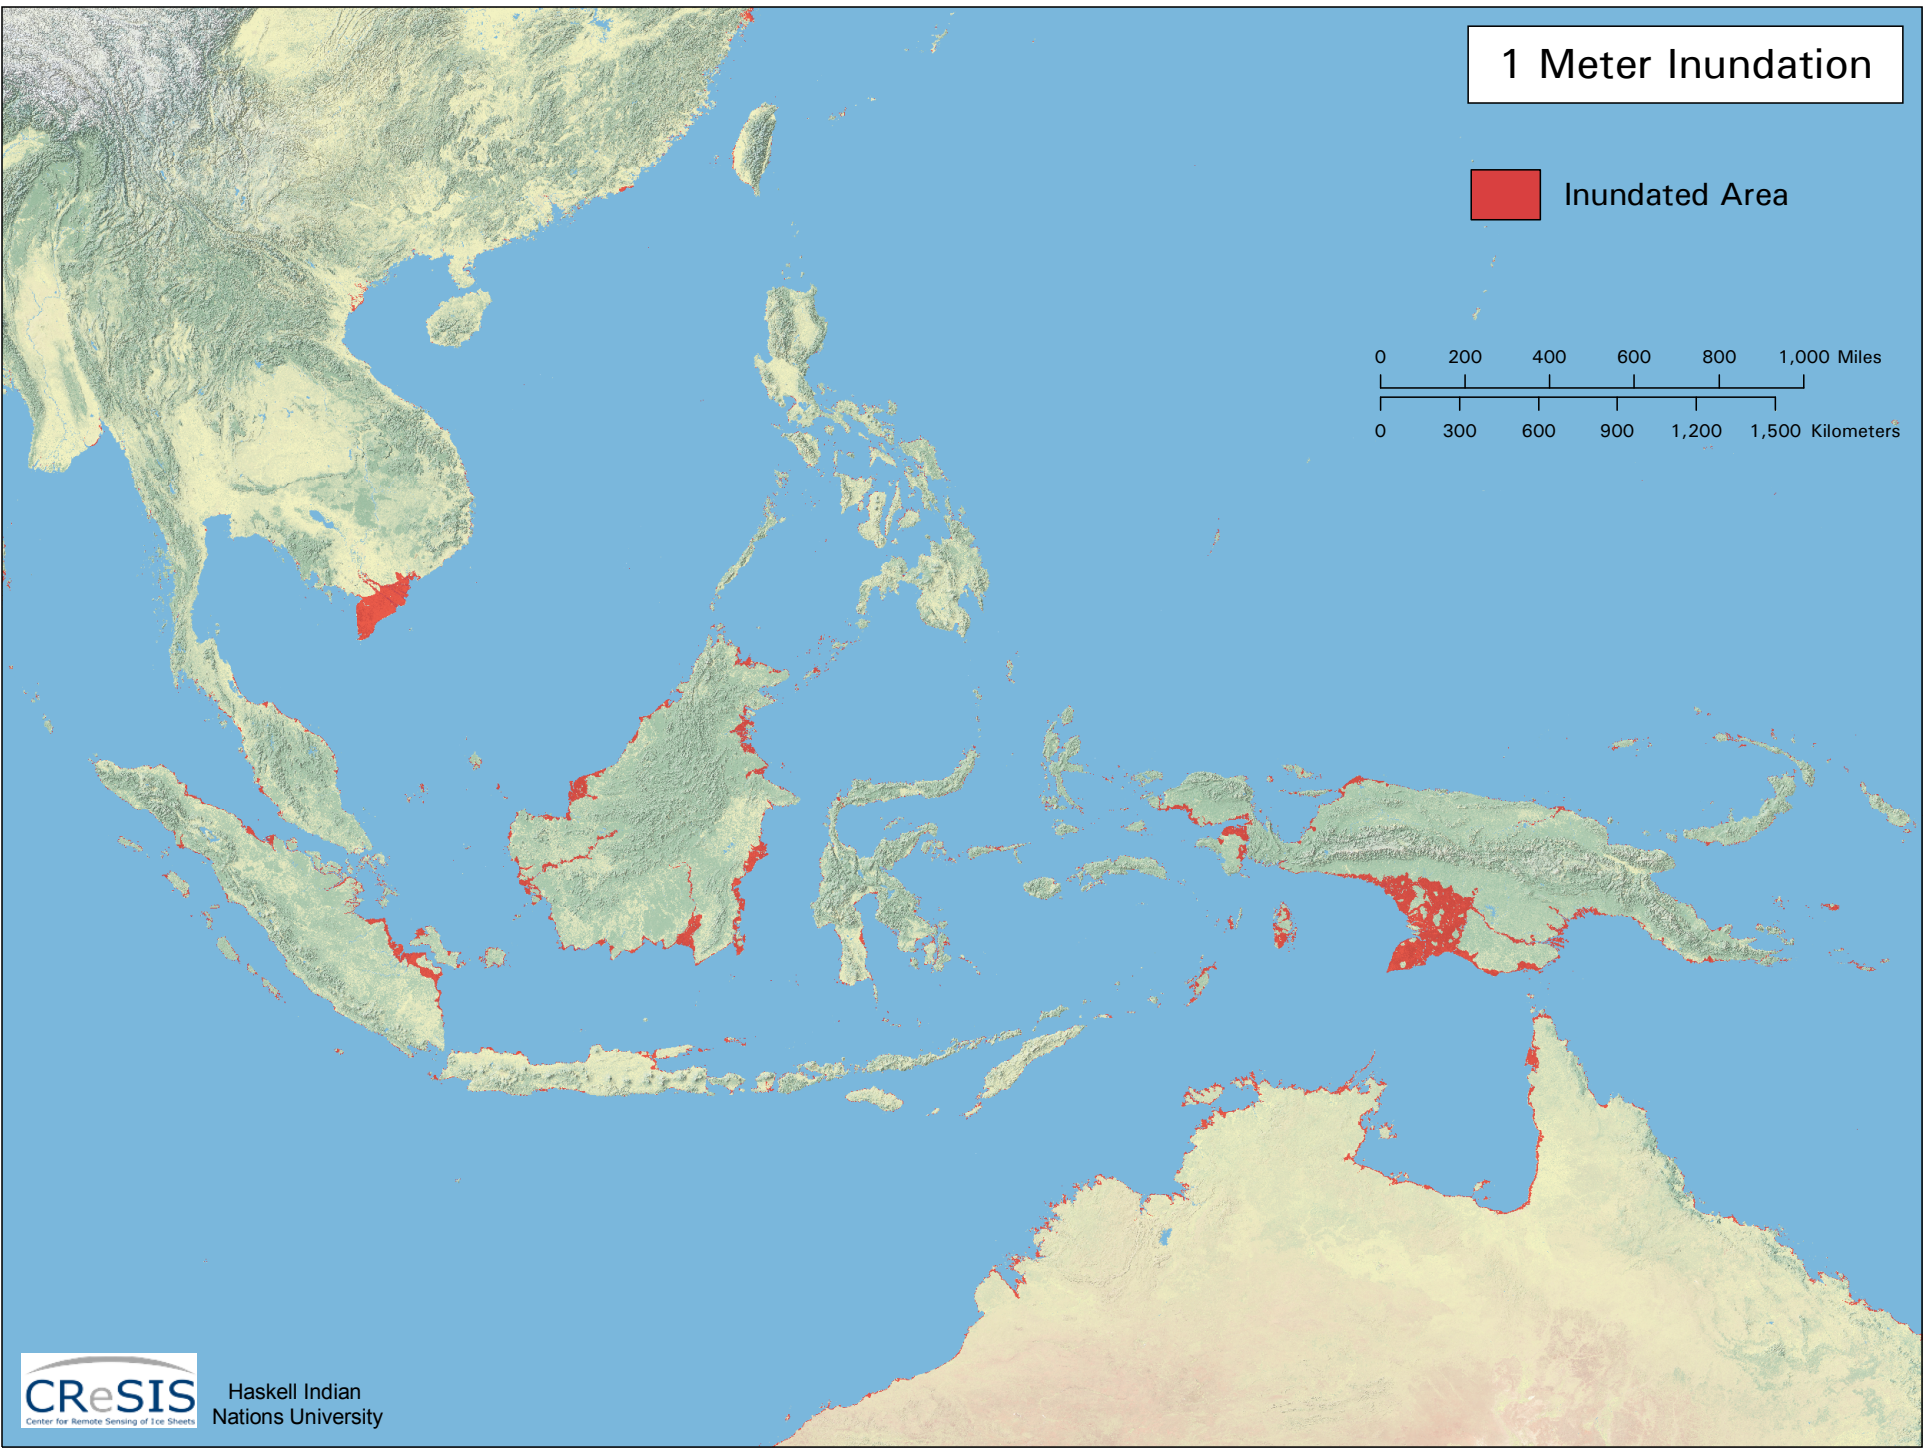 1 Meter Inundation
Inundated Area
0 200 400 600 800 1,000 Miles
0 300 600 900 1,200 1,500 Kilometers
CReSIS
Center for Remote Sensing of Ice Sheets
Haskell Indian
Nations University